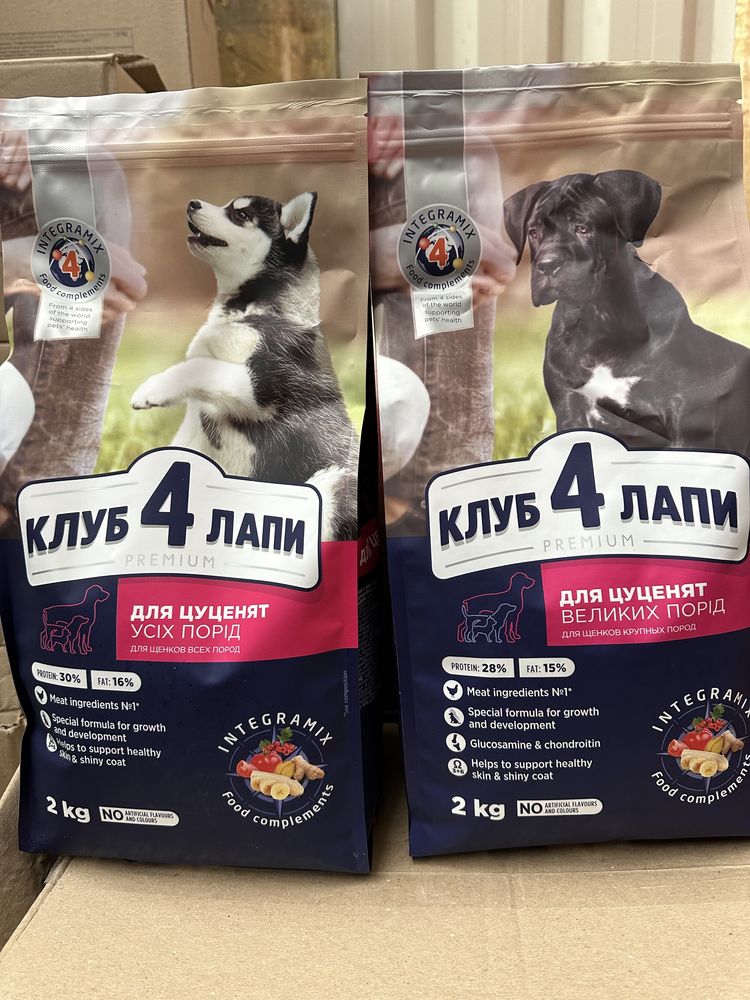 INTEGRAMIX
4
Food complements
From 4 sides
of the world
supporting
pets' health
КЛУБ 4 ЛАПИ
PREMIUM
ДЛЯ ЦУЦЕНЯТ
УСІХ ПОРІД
ДЛЯ ЩЕНКОВ ВСЕХ ПОРОД
PROTEIN: 30% FAT: 16%
Meat ingredients №1*
Special formula for growth
and development
Helps to support healthy
skin & shiny coat
INTEGRAMIX
Food complements
2 kg NO ARTIFICIAL FLAVOURS
AND COLOURS
*See composition
INTEGRAMIX
4
Food complements
From 4 sides
of the world
supporting
pets' health
КЛУБ 4 ЛАПИ
PREMIUM
ДЛЯ ЦУЦЕНЯТ
ВЕЛИКИХ ПОРІД
ДЛЯ ЩЕНКОВ КРУПНЫХ ПОРОД
PROTEIN: 28% FAT: 15%
Meat ingredients №1*
Special formula for growth
and development
Glucosamine & chondroitin
Helps to support healthy
skin & shiny coat
INTEGRAMIX
Food complements
2 kg NO ARTIFICIAL FLAVOURS
AND COLOURS